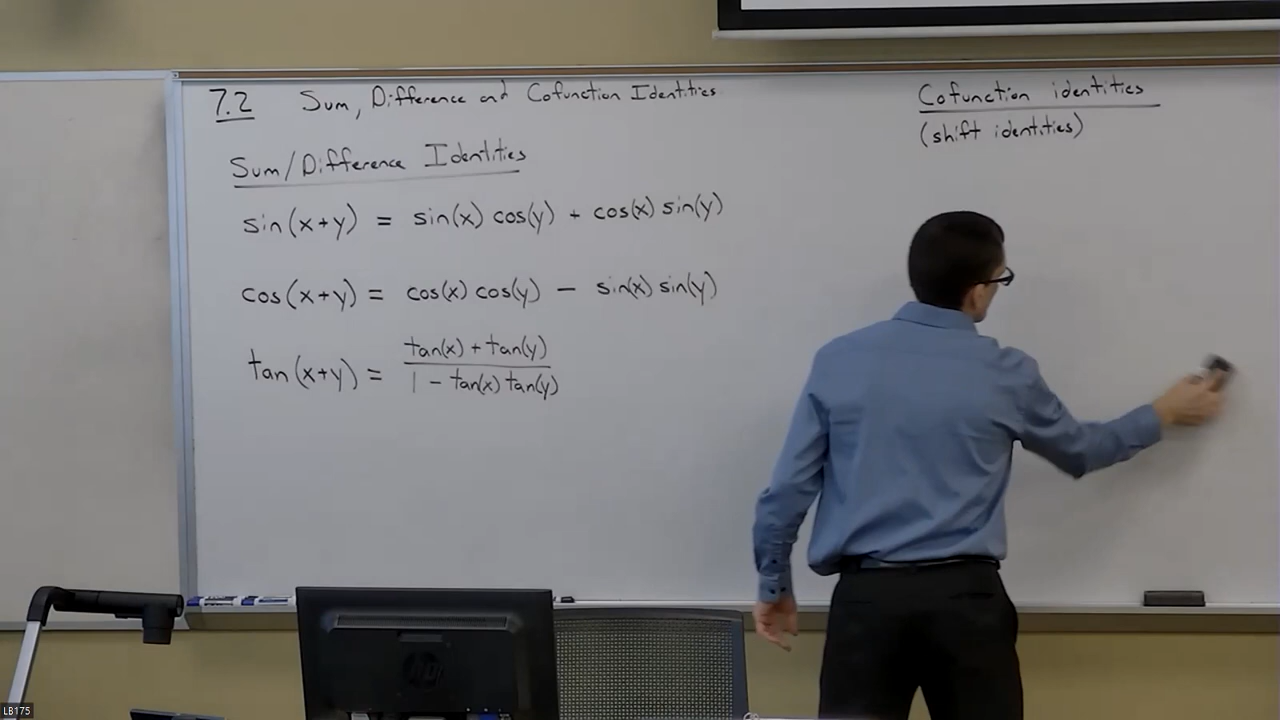 7.2 Sum, Difference and Cofunction Identities
Sum/Difference Identities
sin(x+y) = sin(x) cos(y) + cos(x) sin(y)
cos(x+y) = cos(x) cos(y) - sin(x) sin(y)
tan(x+y) = tan(x) + tan(y)
1 - tan(x) tan(y)
Cofunction identities
(shift identities)
hp
LB175